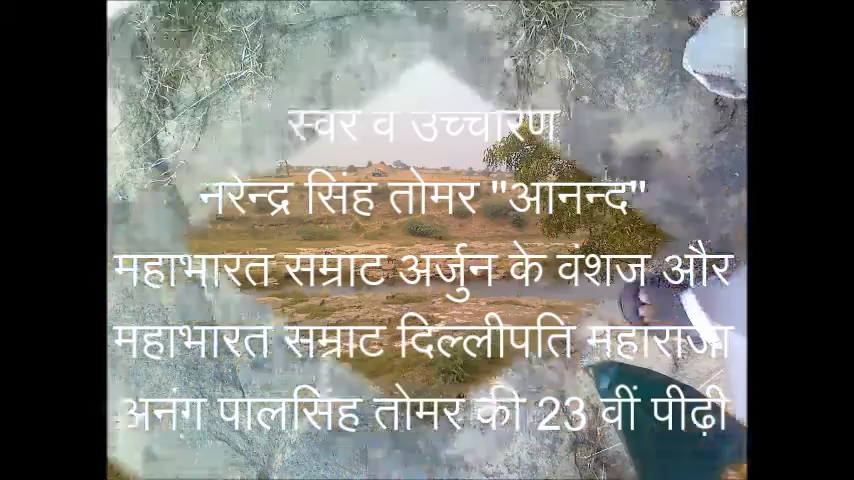 स्वर व उच्चारण
नरेन्द्र सिंह तोमर "आनन्द"
महाभारत सम्राट अर्जुन के वंशज और
महाभारत सम्राट दिल्लीपति महाराजा
अनंग पालसिंह तोमर की 23 वीं पीढ़ी